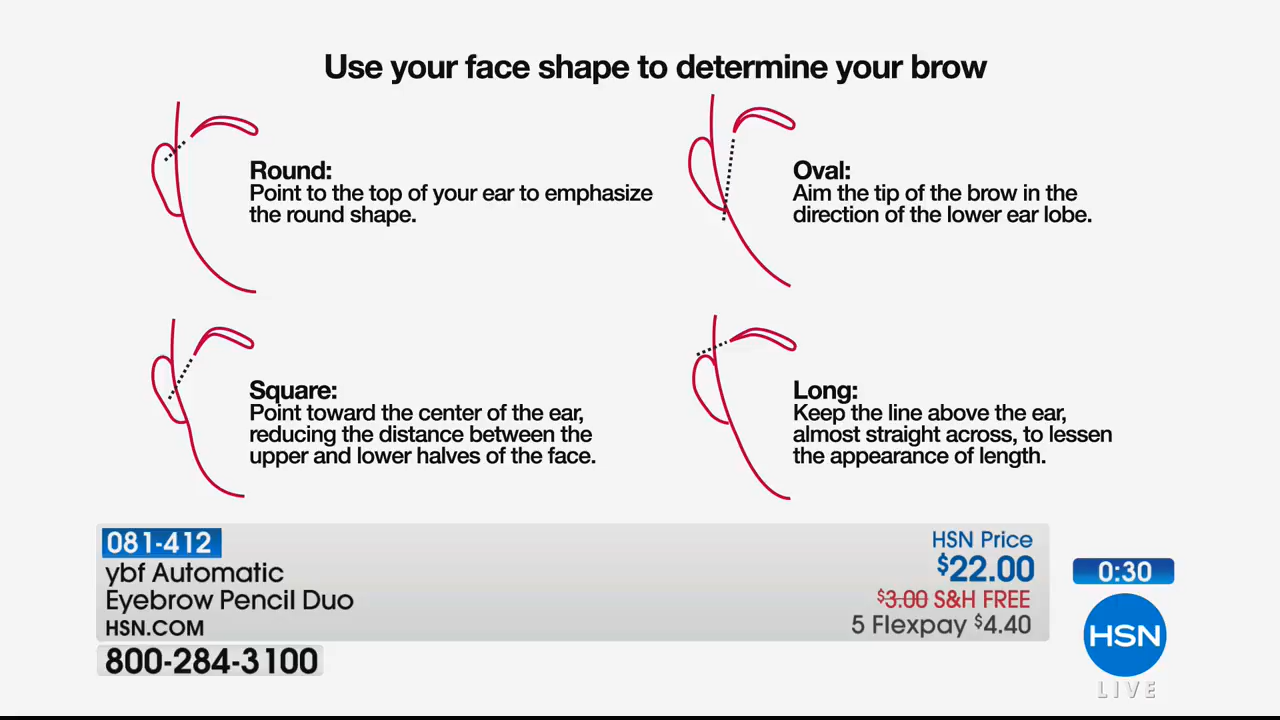 Use your face shape to determine your brow
Round:
Point to the top of your ear to emphasize
the round shape.
Oval:
Aim the tip of the brow in the
direction of the lower ear lobe.
Square:
Point toward the center of the ear,
reducing the distance between the
upper and lower halves of the face.
Long:
Keep the line above the ear,
almost straight across, to lessen
the appearance of length.
081-412
ybf Automatic
Eyebrow Pencil Duo
HSN.COM
800-284-3100
HSN Price
$22.00
$3.00 S&H FREE
5 Flexpay $4.40
0:30
HSN
LIVE